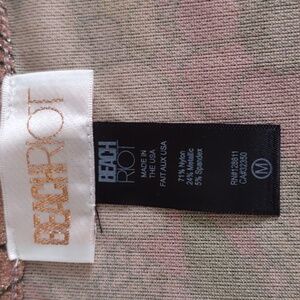 BEACHRIOT
BEACH
RIOT
MADE IN
THE USA
FAIT AUX USA
71% Nylon
24% Metallic
5% Spandex
RN#128811
CA#32350
M